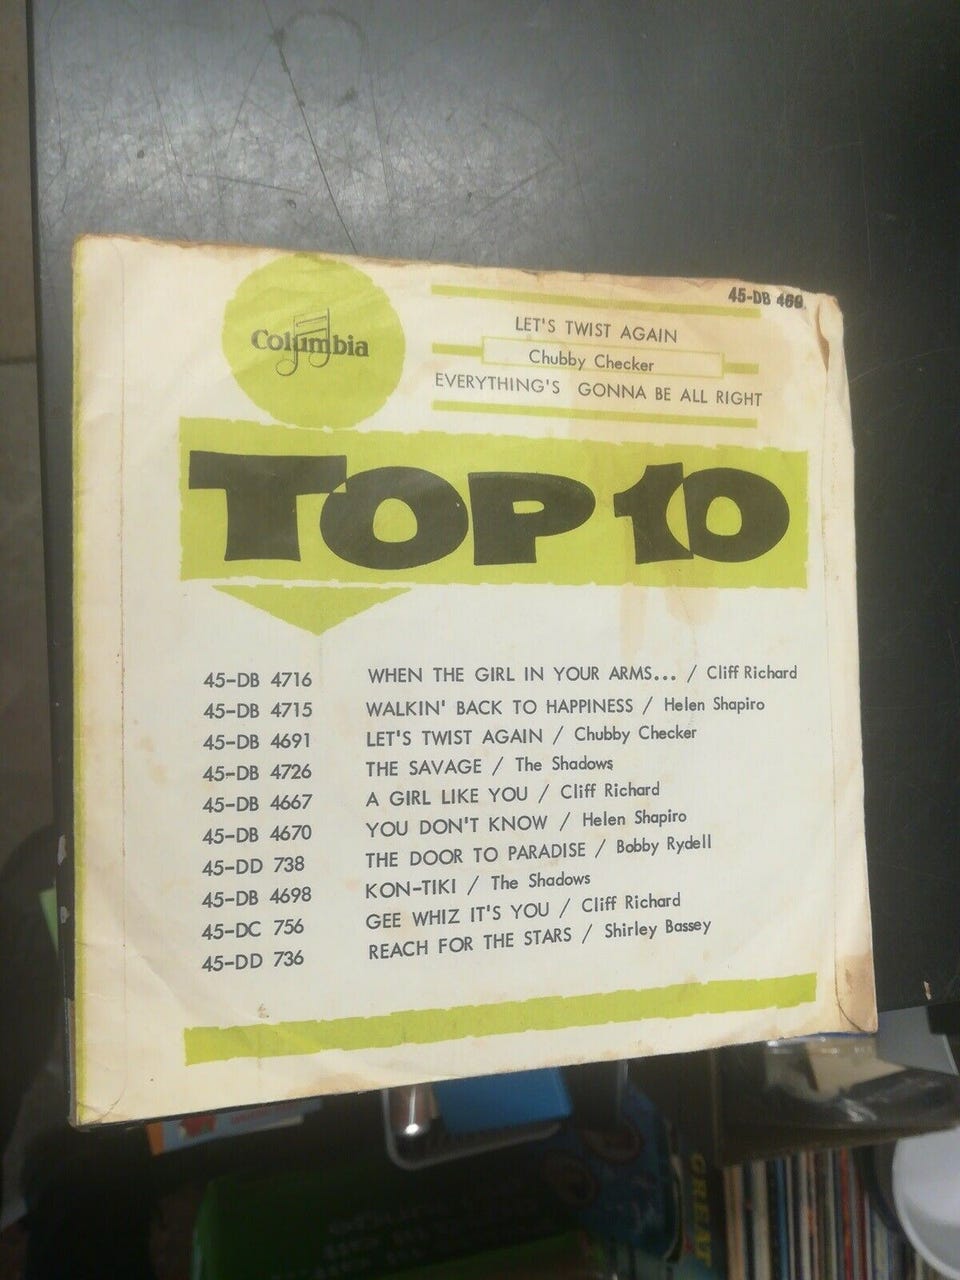 Columbia
45-DB
LET'S TWIST AGAIN
Chubby Checker
EVERYTHING'S GONNA BE ALL RIGHT
TOP 10
45-DB 4716 WHEN THE GIRL IN YOUR ARMS... / Cliff Richard
45-DB 4715 WALKIN' BACK TO HAPPINESS / Helen Shapiro
45-DB 4691 LET'S TWIST AGAIN / Chubby Checker
45-DB 4726 THE SAVAGE / The Shadows
45-DB 4667 A GIRL LIKE YOU / Cliff Richard
45-DB 4670 YOU DON'T KNOW / Helen Shapiro
45-DD 738 THE DOOR TO PARADISE / Bobby Rydell
45-DB 4698 KON-TIKI / The Shadows
45-DC 756 GEE WHIZ IT'S YOU / Cliff Richard
45-DD 736 REACH FOR THE STARS / Shirley Bassey
GREAT